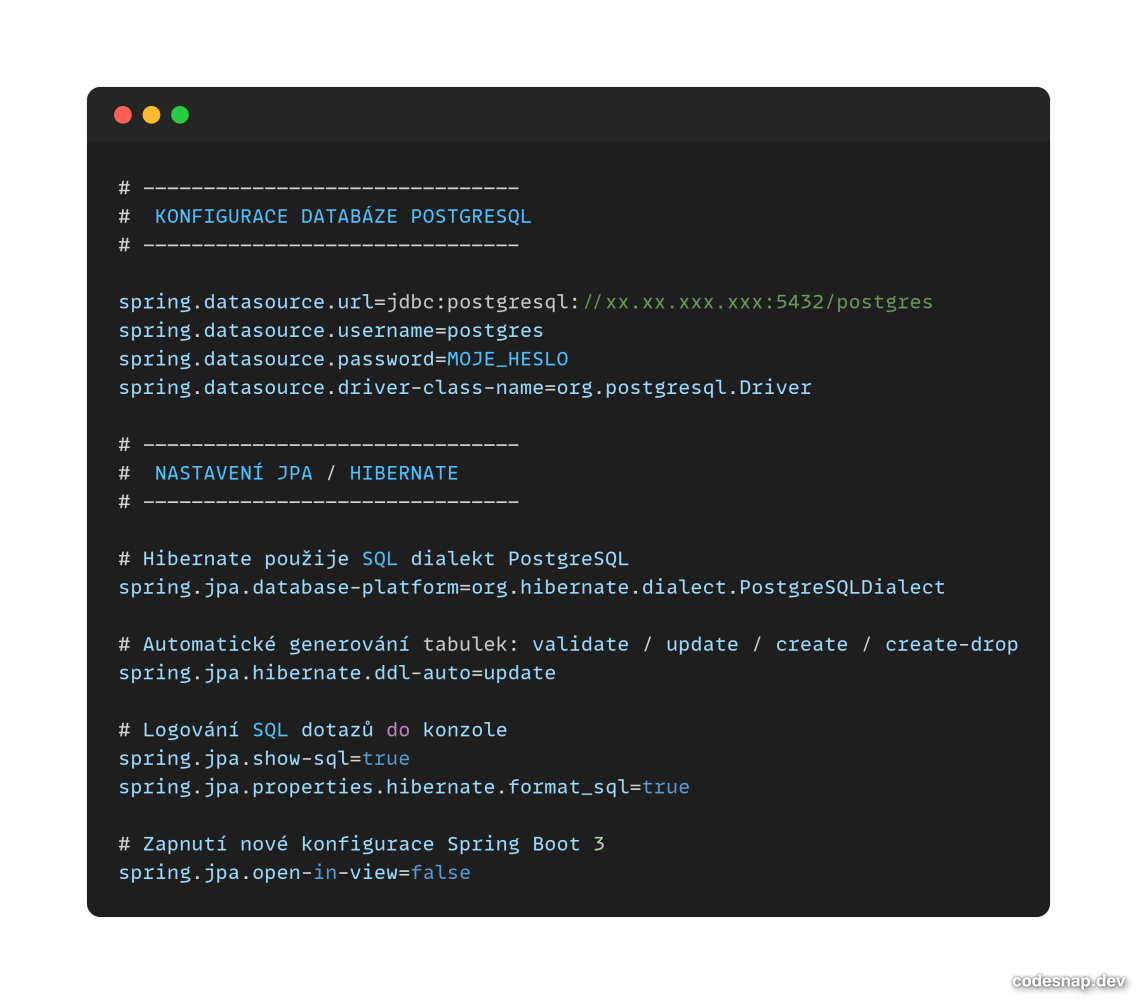 # -------------------------------
#  KONFIGURACE DATABÁZE POSTGRESQL
# -------------------------------
spring.datasource.url=jdbc:postgresql://xx.xx.xxx.xxx:5432/postgres
spring.datasource.username=postgres
spring.datasource.password=MOJE_HESLO
spring.datasource.driver-class-name=org.postgresql.Driver
# -------------------------------
#  NASTAVENÍ JPA / HIBERNATE
# -------------------------------
# Hibernate použije SQL dialekt PostgreSQL
spring.jpa.database-platform=org.hibernate.dialect.PostgreSQLDialect
# Automatické generování tabulek: validate / update / create / create-drop
spring.jpa.hibernate.ddl-auto=update
# Logování SQL dotazů do konzole
spring.jpa.show-sql=true
spring.jpa.properties.hibernate.format_sql=true
# Zapnutí nové konfigurace Spring Boot 3
spring.jpa.open-in-view=false
codesnap.dev